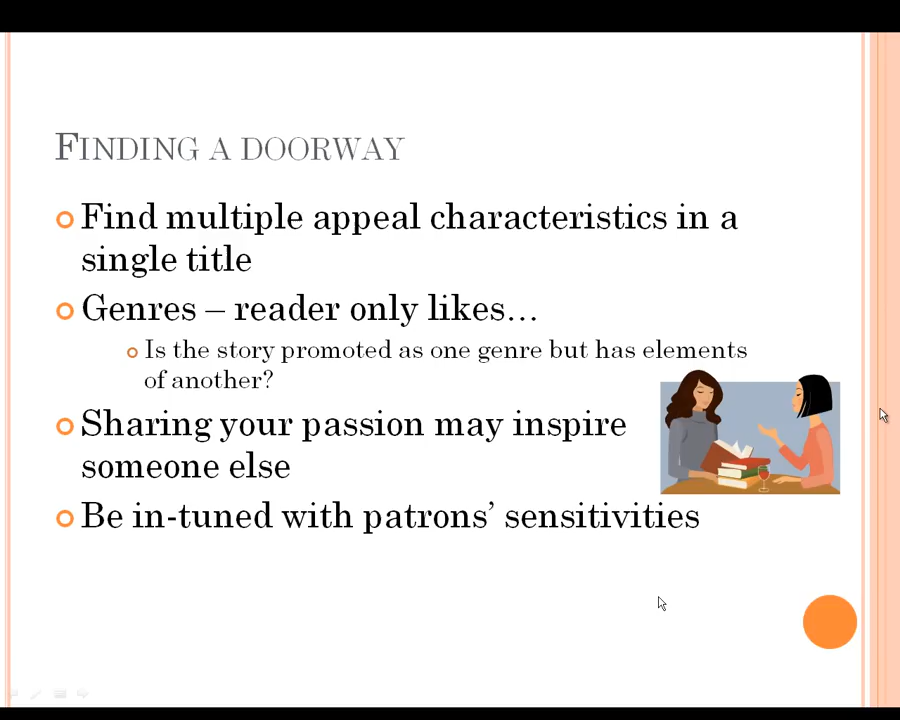 FINDING A DOORWAY
Find multiple appeal characteristics in a
single title
Genres – reader only likes…
Is the story promoted as one genre but has elements
of another?
Sharing your passion may inspire
someone else
Be in-tuned with patrons’ sensitivities